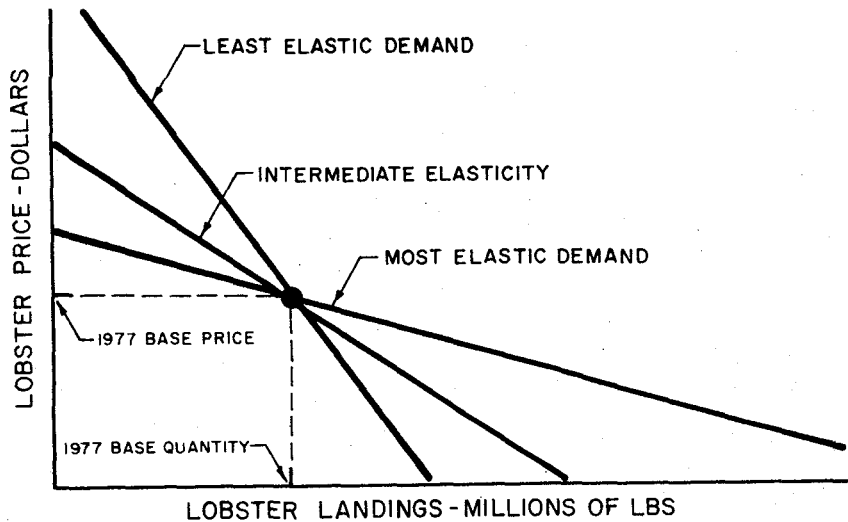 LEAST ELASTIC DEMAND
INTERMEDIATE ELASTICITY
MOST ELASTIC DEMAND
1977 BASE PRICE
1977 BASE QUANTITY
LOBSTER PRICE - DOLLARS
LOBSTER LANDINGS - MILLIONS OF LBS